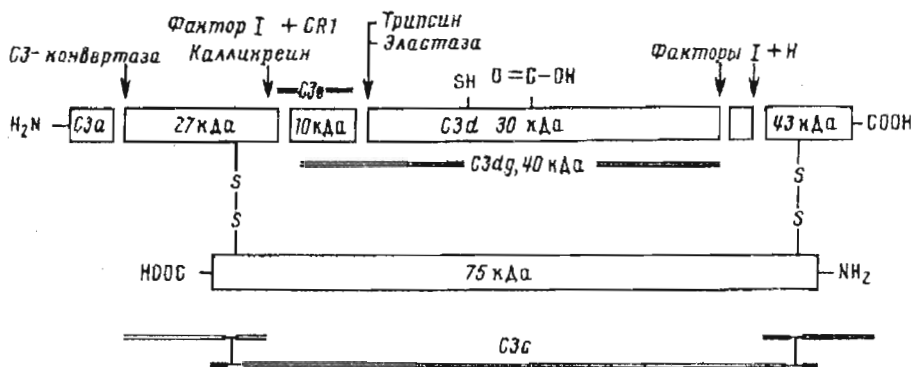 Фактор I + CR1
Трипсин
Эластаза
C3-конвертаза
Калликреин
Факторы I + H
C3e
SH O=C-OH
H₂N C3a 27 кДа 10 кДа C3d 30 кДа 43 кДа COOH
C3dg, 40 кДа
S S
S S
HOOC 75 кДа NH₂
C3c